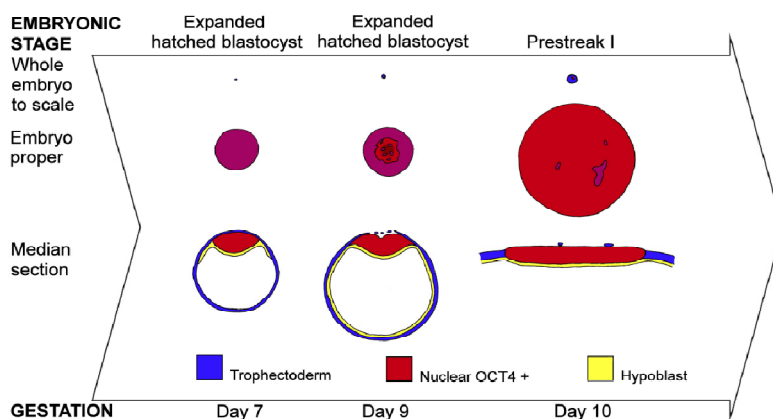 EMBRYONIC
STAGE
Expanded
hatched blastocyst
Expanded
hatched blastocyst
Prestreak I
Whole
embryo
to scale
Embryo
proper
Median
section
Trophectoderm
Nuclear OCT4 +
Hypoblast
GESTATION
Day 7
Day 9
Day 10